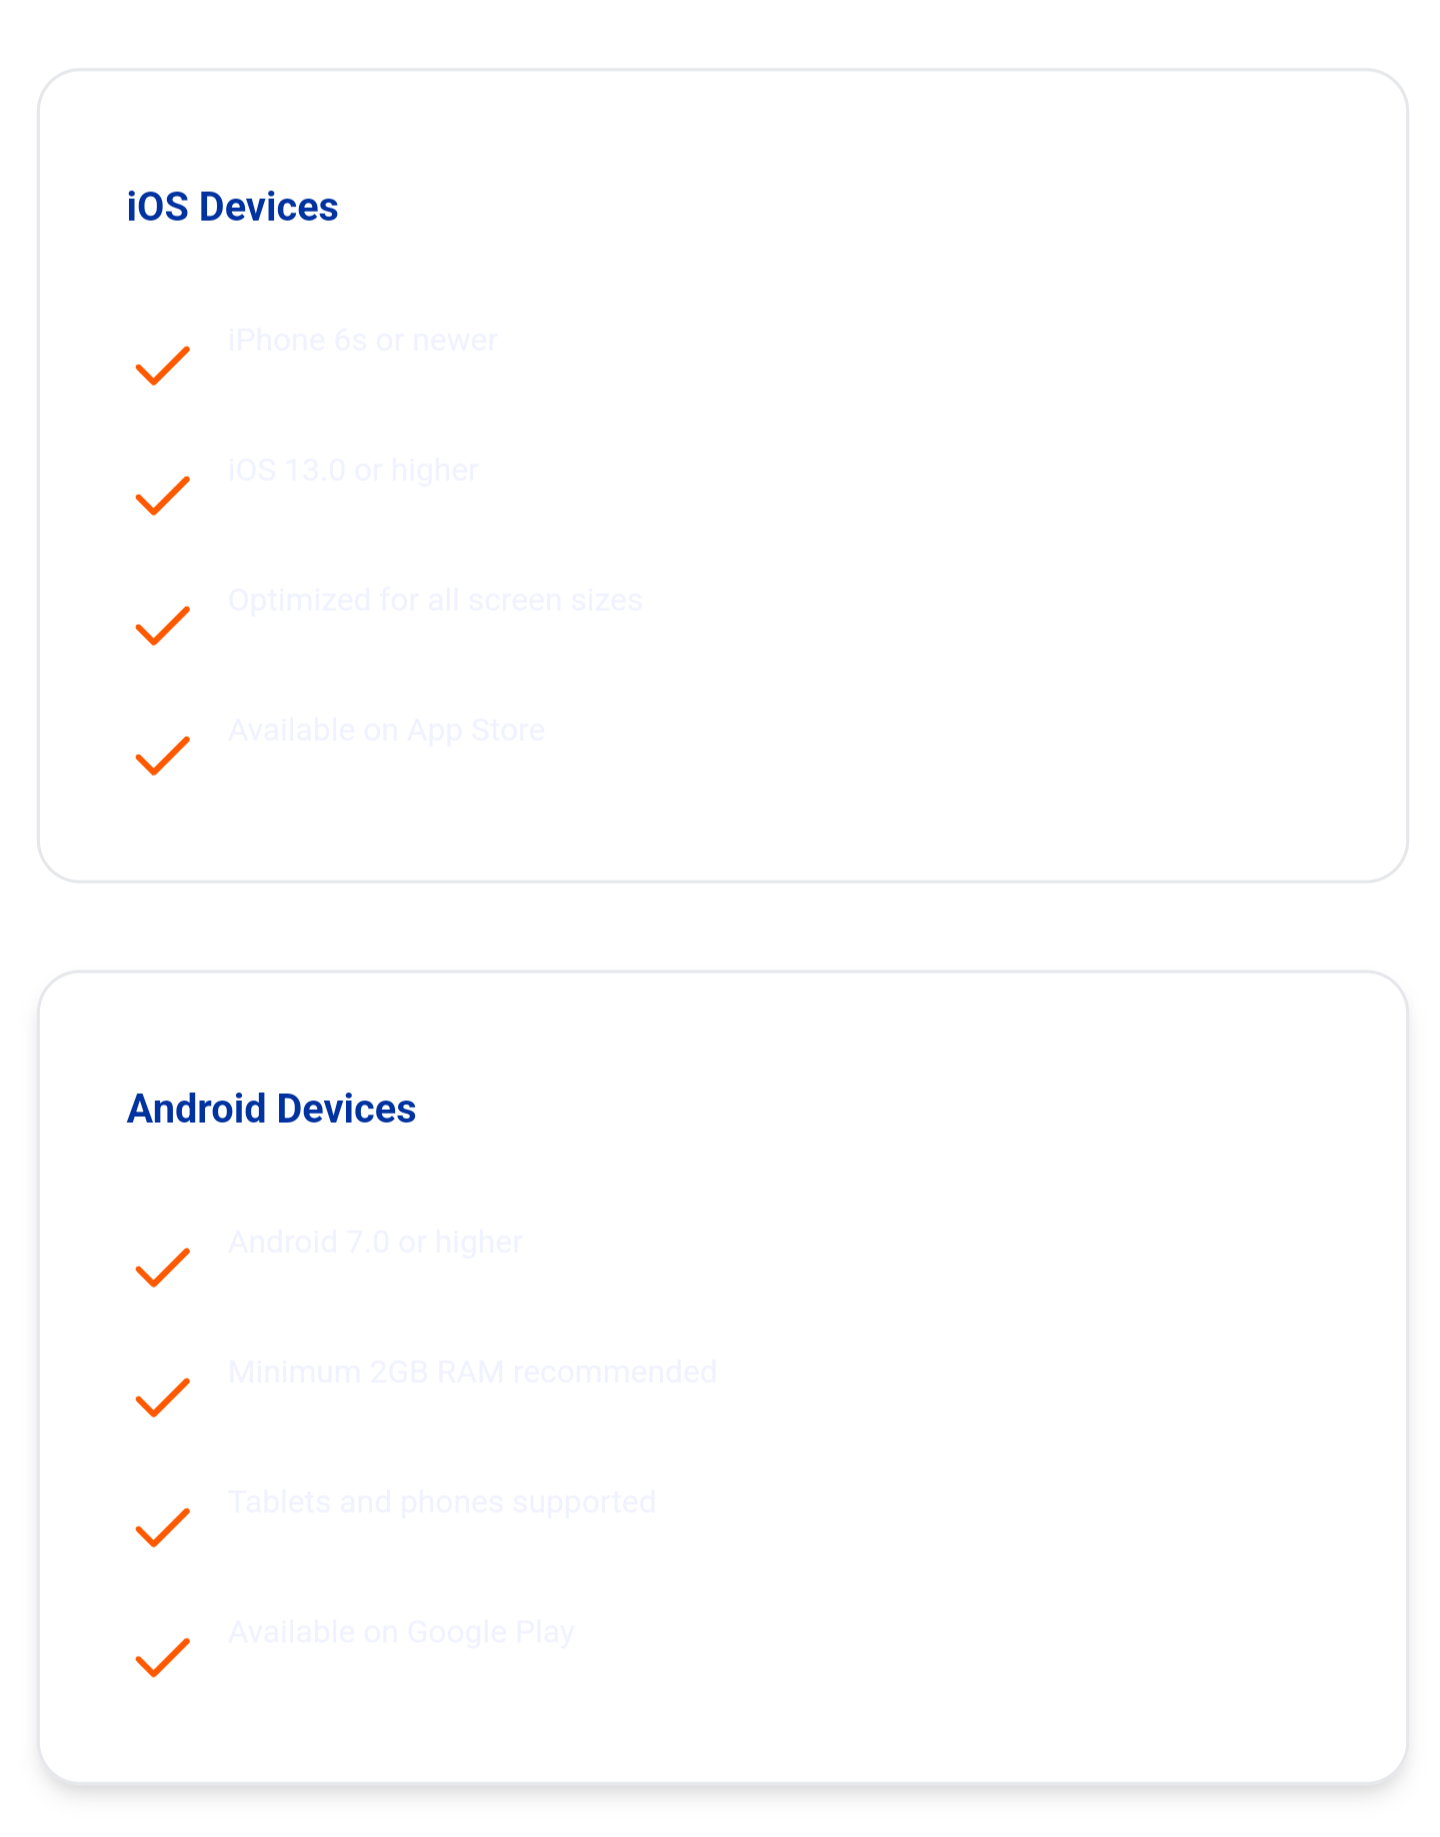 iOS Devices
iPhone 6s or newer
iOS 13.0 or higher
Optimized for all screen sizes
Available on App Store
Android Devices
Android 7.0 or higher
Minimum 2GB RAM recommended
Tablets and phones supported
Available on Google Play